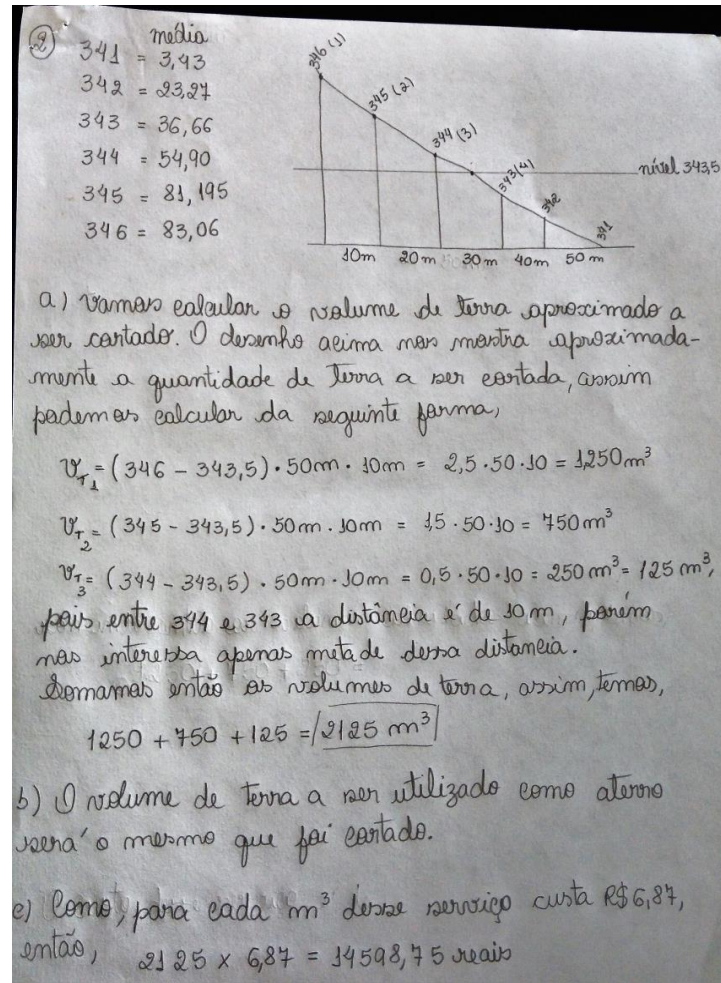 2)
média
341 = 3,43
342 = 23,27
343 = 36,66
344 = 54,90
345 = 81,195
346 = 83,06
346 (1)
345 (2)
344 (3)
343 (4)
342
341
nível 343,5
10m 20m 30m 40m 50m
a) Vamos calcular o volume de terra aproximado a
ser cortado. O desenho acima nos mostra aproximada-
mente a quantidade de terra a ser cortada, assim
podemos calcular da seguinte forma,
V_T1 = (346 - 343,5) · 50m · 10m = 2,5 · 50 · 10 = 1250 m³
V_T2 = (345 - 343,5) · 50m · 10m = 1,5 · 50 · 10 = 750 m³
V_T3 = (344 - 343,5) · 50m · 10m = 0,5 · 50 · 10 = 250 m³ = 125 m³,
pois entre 344 e 343 a distância é de 10 m, porém
nos interessa apenas metade dessa distancia.
Somamos então os volumes de terra, assim, temos,
1250 + 750 + 125 = 2125 m³
b) O volume de terra a ser utilizado como aterro
será o mesmo que foi cortado.
c) Como, para cada m³ desse serviço custa R$ 6,87,
então, 2125 x 6,87 = 14598,75 reais